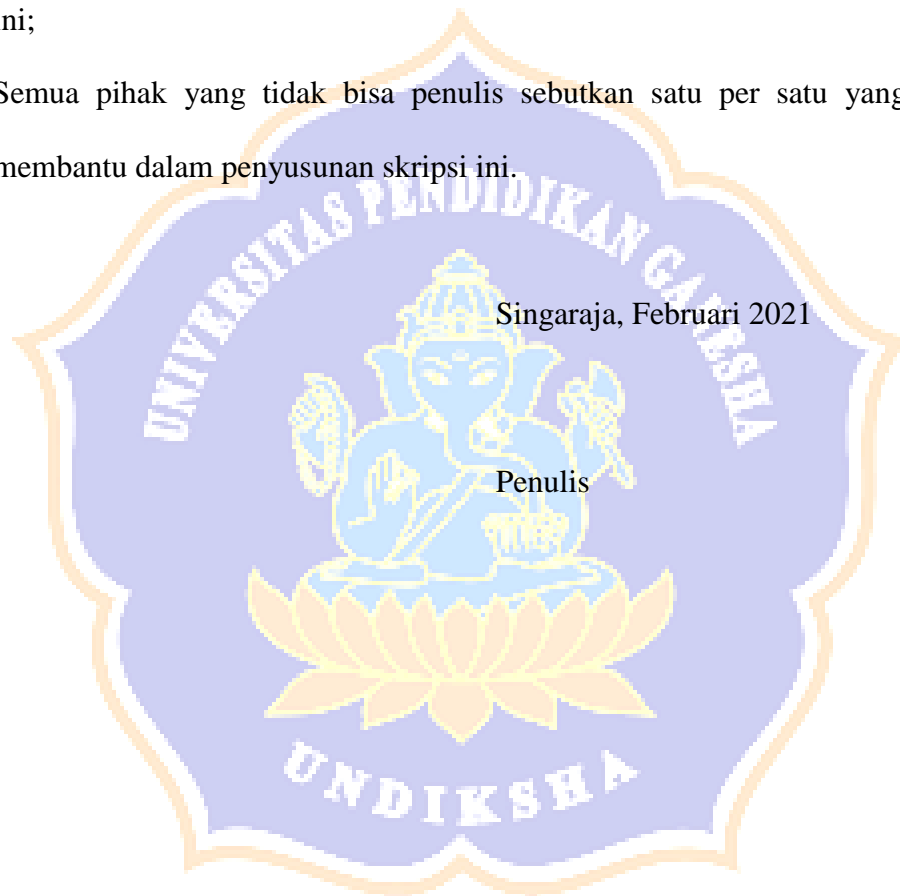 ini;
Semua pihak yang tidak bisa penulis sebutkan satu per satu yang
membantu dalam penyusunan skripsi ini.
UNIVERSITAS PENDIDIKAN GANESHA
Singaraja, Februari 2021
Penulis
UNDIKSHA